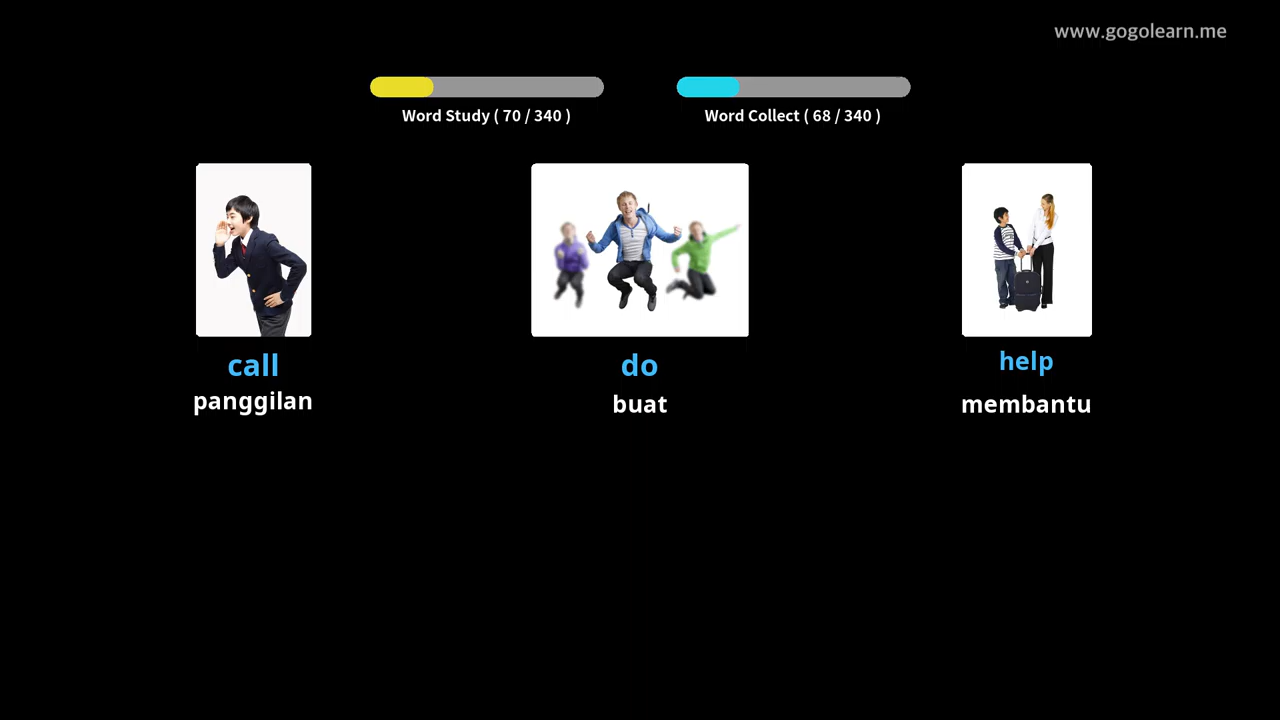 www.gogolearn.me
Word Study ( 70 / 340 )
Word Collect ( 68 / 340 )
call
panggilan
do
buat
help
membantu